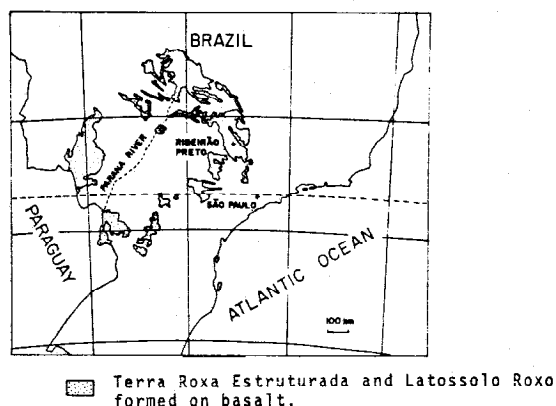 BRAZIL
RIBEIRÃO
PRETO
PARANA RIVER
SÃO PAULO
PARAGUAY
ATLANTIC OCEAN
100 km
Terra Roxa Estruturada and Latossolo Roxo
formed on basalt.